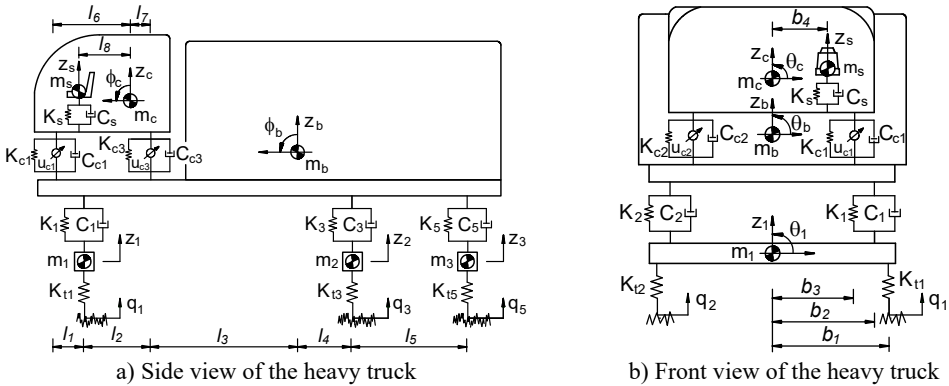 l6 l7 l8
zs ϕc zc
ms mc
Ks Cs
Kc1 uc1 Cc1 Kc3 uc3 Cc3
ϕb zb
mb
K1 C1 K3 C3 K5 C5
z1 z2 z3
m1 m2 m3
Kt1 Kt3 Kt5
q1 q3 q5
l1 l2 l3 l4 l5
a) Side view of the heavy truck
b4
zc θc zs
mc ms
Ks Cs
zb θb
mb
Kc2 uc2 Cc2 Kc1 uc1 Cc1
K2 C2 K1 C1
z1 θ1
m1
Kt2 Kt1
q2 q1
b3
b2
b1
b) Front view of the heavy truck